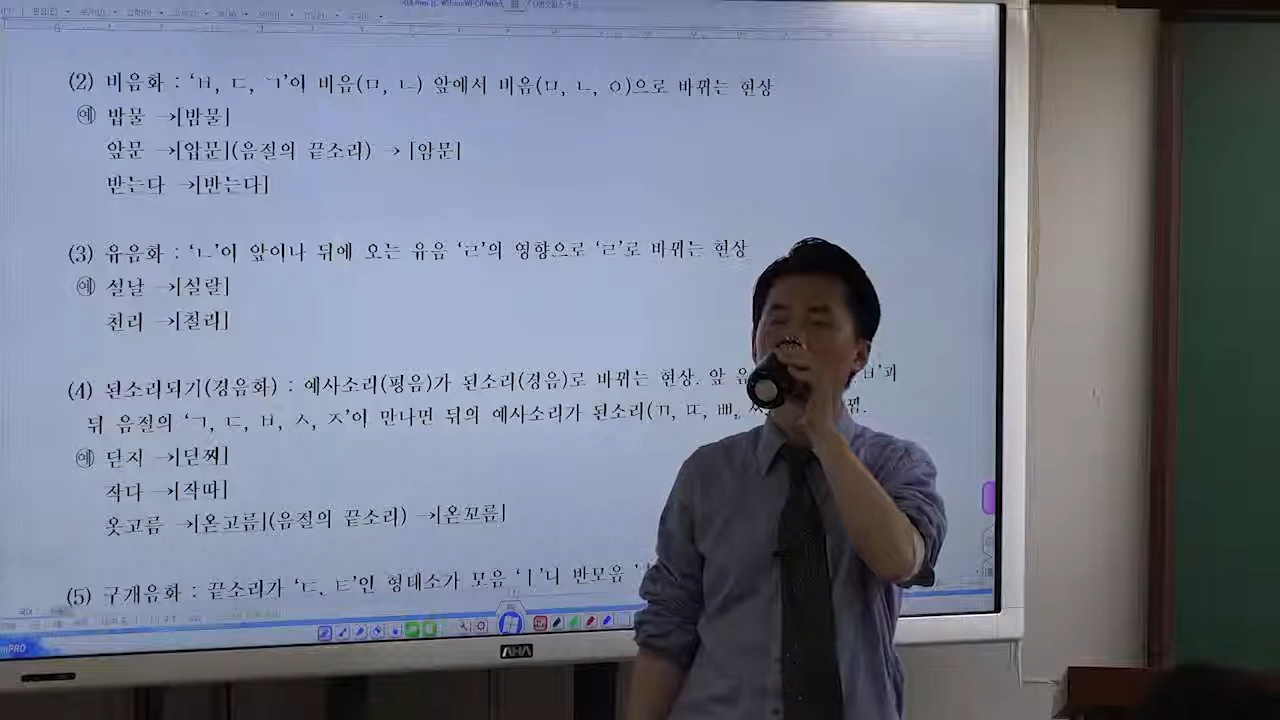 (2) 비음화 : ‘ㅂ, ㄷ, ㄱ’이 비음(ㅁ, ㄴ) 앞에서 비음(ㅁ, ㄴ, ㅇ)으로 바뀌는 현상
㉠ 밥물 →[밤물]
앞문 →[압문](음절의 끝소리) → [암문]
받는다 →[반는다]
(3) 유음화 : ‘ㄴ’이 앞이나 뒤에 오는 유음 ‘ㄹ’의 영향으로 ‘ㄹ’로 바뀌는 현상
㉠ 설날 →[설랄]
천리 →[철리]
(4) 된소리되기(경음화) : 예사소리(평음)가 된소리(경음)로 바뀌는 현상. 앞
뒤 음절의 ‘ㄱ, ㄷ, ㅂ, ㅅ, ㅈ’이 만나면 뒤의 예사소리가 된소리(ㄲ, ㄸ, ㅃ,
㉠ 닫지 →[닫찌]
작다 →[작따]
옷고름 →[옫고름](음절의 끝소리) →[옫꼬름]
(5) 구개음화 : 끝소리가 ‘ㄷ, ㅌ’인 형태소가 모음 ‘ㅣ’나 반모음
AHA